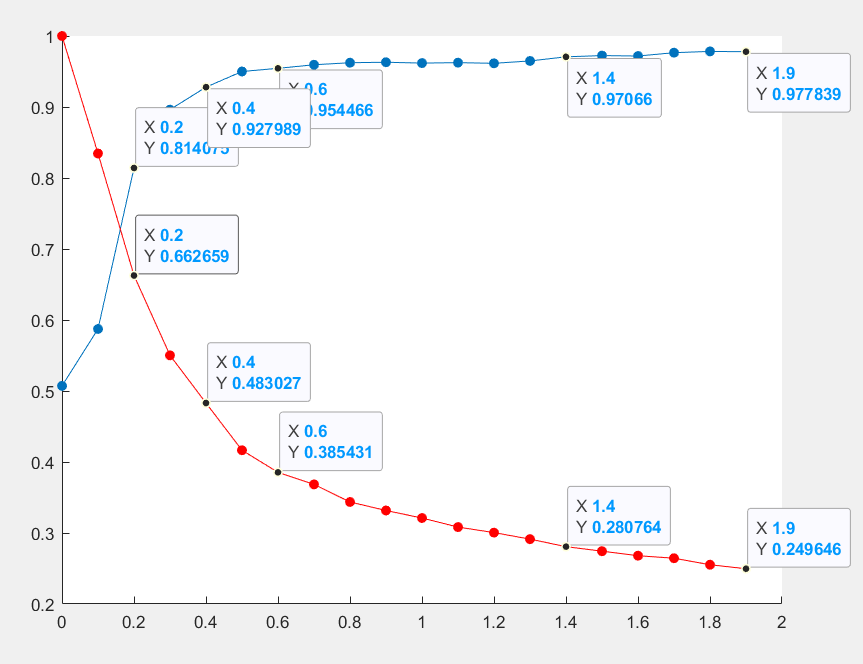 1
0.9
0.8
0.7
0.6
0.5
0.4
0.3
0.2
0
0.2
0.4
0.6
0.8
1
1.2
1.4
1.6
1.8
2
X 0.2
Y 0.814075
X 0.4
Y 0.927989
X 0.6
0.954466
X 1.4
Y 0.97066
X 1.9
Y 0.977839
X 0.2
Y 0.662659
X 0.4
Y 0.483027
X 0.6
Y 0.385431
X 1.4
Y 0.280764
X 1.9
Y 0.249646